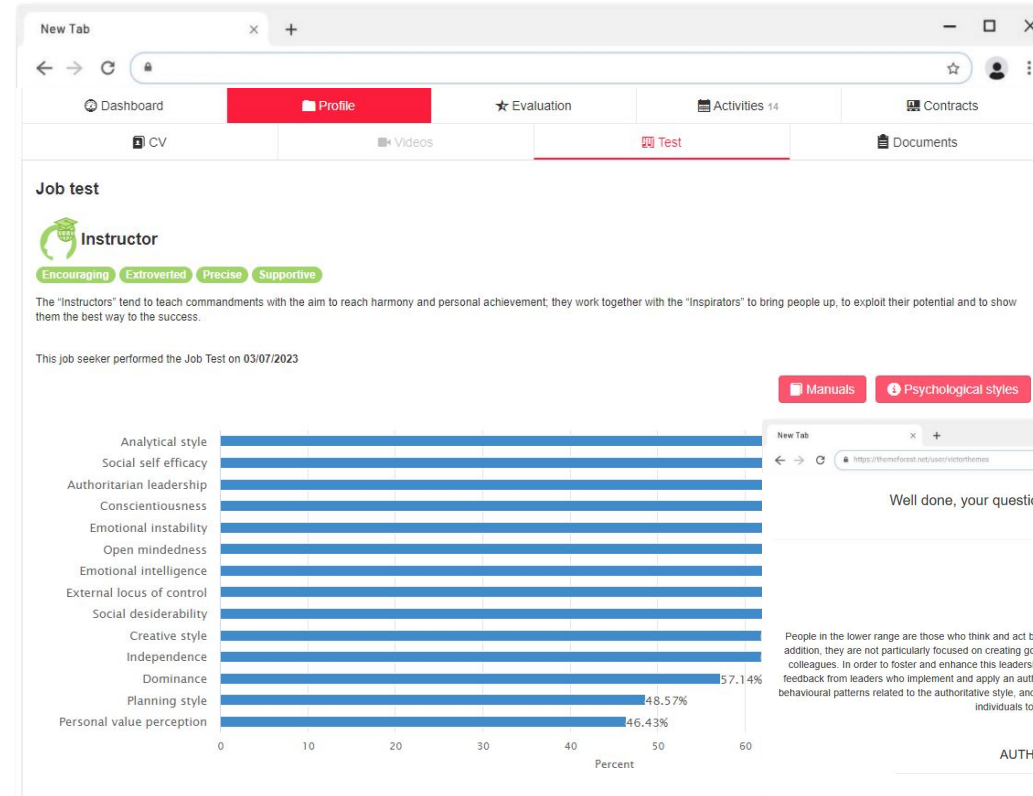 New Tab
Dashboard Profile Evaluation Activities 14 Contracts
CV Videos Test Documents
Job test
Instructor
Encouraging Extroverted Precise Supportive
The "Instructors" tend to teach commandments with the aim to reach harmony and personal achievement; they work together with the "Inspirators" to bring people up, to exploit their potential and to show
them the best way to the success.
This job seeker performed the Job Test on 03/07/2023
Manuals Psychological styles
Analytical style
Social self efficacy
Authoritarian leadership
Conscientiousness
Emotional instability
Open mindedness
Emotional intelligence
External locus of control
Social desiderability
Creative style
Independence
Dominance 57.14%
Planning style 48.57%
Personal value perception 46.43%
0 10 20 30 40 50 60
Percent
New Tab
https://themeforest.net/user/victorthemes
Well done, your questi
People in the lower range are those who think and act b
addition, they are not particularly focused on creating go
colleagues. In order to foster and enhance this leaders
feedback from leaders who implement and apply an auth
behavioural patterns related to the authoritative style, and
individuals to
AUTH